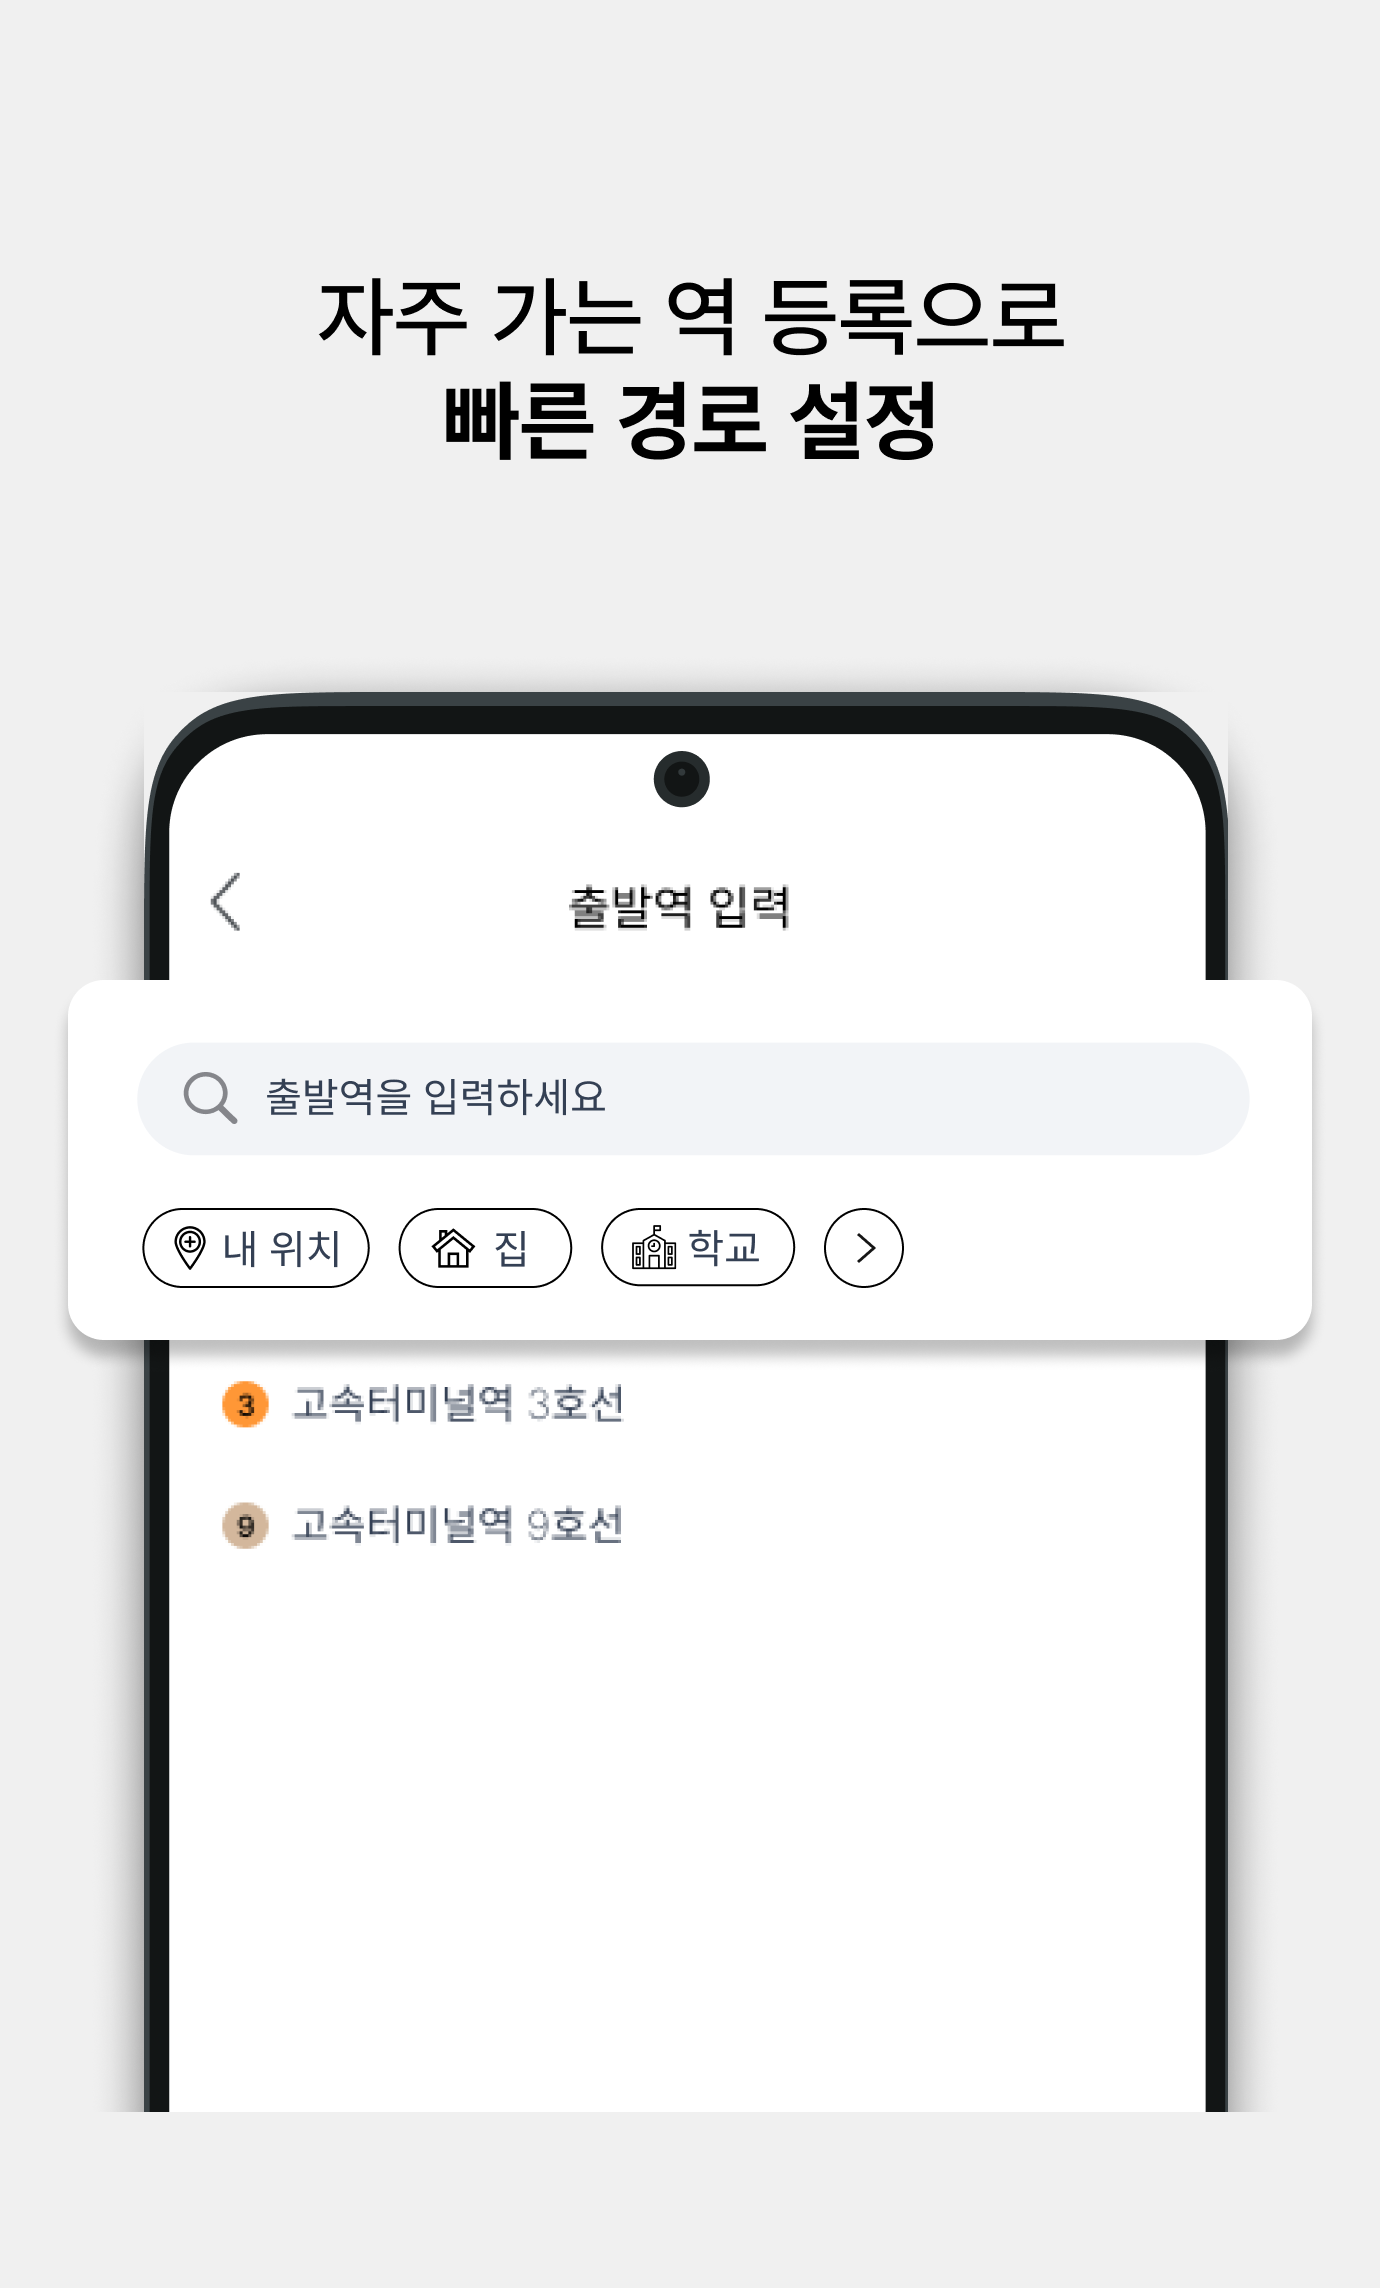 자주 가는 역 등록으로
빠른 경로 설정
출발역 입력
출발역을 입력하세요
내 위치 집 학교
3 고속터미널역 3호선
9 고속터미널역 9호선